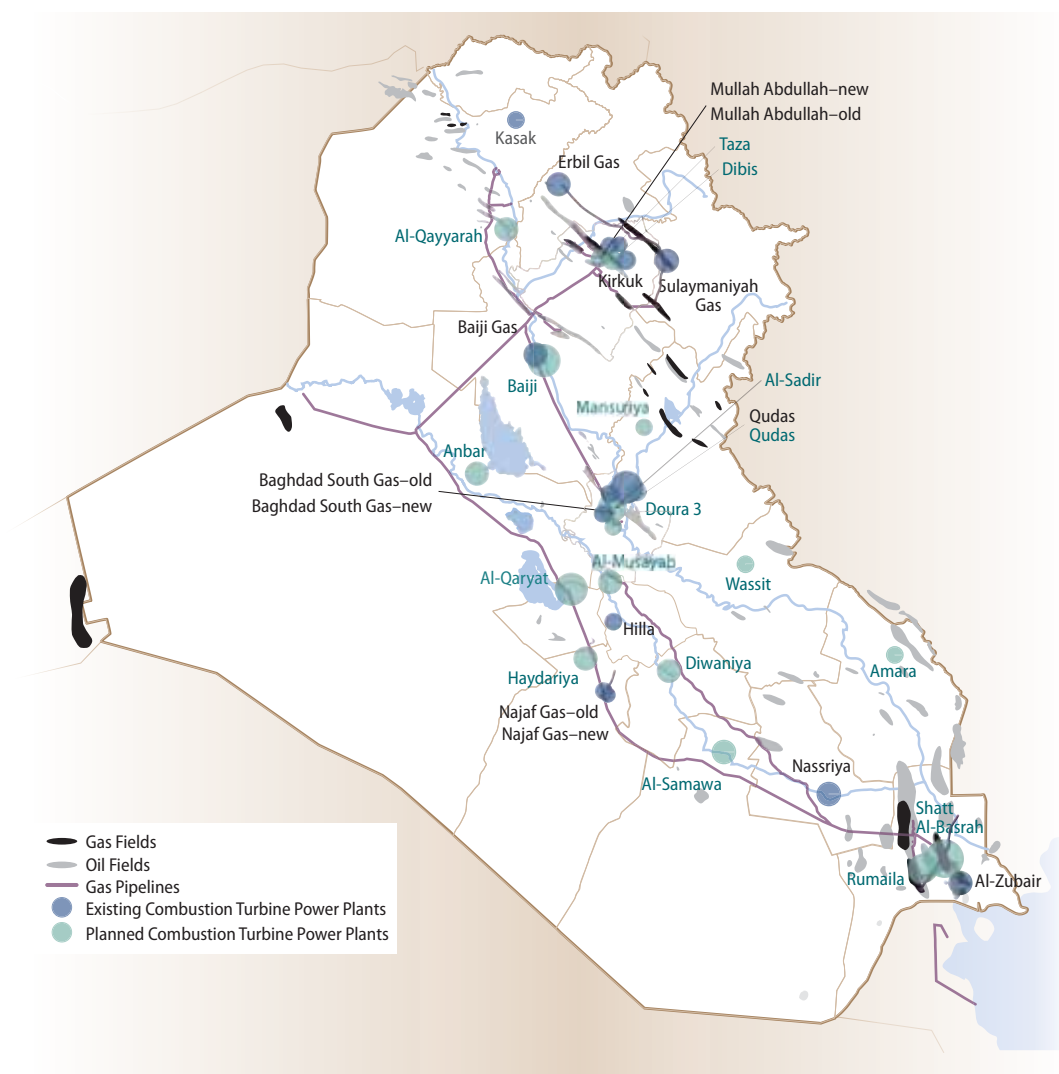 Mullah Abdullah–new
Mullah Abdullah–old
Taza
Dibis
Kasak
Erbil Gas
Al-Qayyarah
Kirkuk
Sulaymaniyah
Gas
Baiji Gas
Baiji
Al-Sadir
Mansuriya
Qudas
Qudas
Anbar
Baghdad South Gas–old
Baghdad South Gas–new
Doura 3
Al-Musayab
Al-Qaryat
Wassit
Hilla
Haydariya
Diwaniya
Amara
Najaf Gas–old
Najaf Gas–new
Nassriya
Al-Samawa
Shatt
Al-Basrah
Rumaila
Al-Zubair
Gas Fields
Oil Fields
Gas Pipelines
Existing Combustion Turbine Power Plants
Planned Combustion Turbine Power Plants